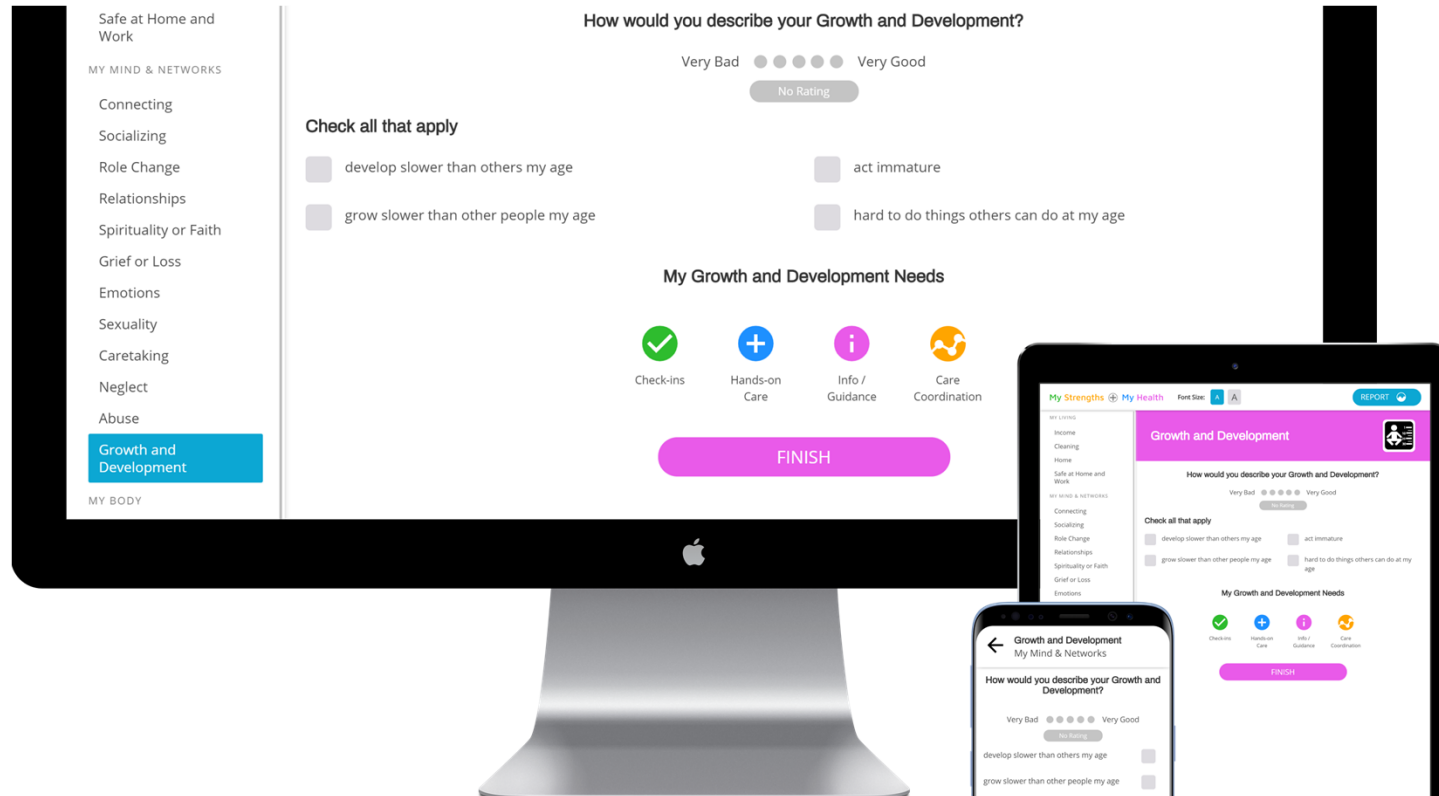 Safe at Home and
Work
MY MIND & NETWORKS
Connecting
Socializing
Role Change
Relationships
Spirituality or Faith
Grief or Loss
Emotions
Sexuality
Caretaking
Neglect
Abuse
Growth and
Development
MY BODY
How would you describe your Growth and Development?
Very Bad Very Good
No Rating
Check all that apply
develop slower than others my age
act immature
grow slower than other people my age
hard to do things others can do at my age
My Growth and Development Needs
Check-ins
Hands-on
Care
Info /
Guidance
Care
Coordination
FINISH
My Strengths + My Health Font Size: A A REPORT
MY LIVING
Income
Cleaning
Home
Safe at Home and
Work
MY MIND & NETWORKS
Connecting
Socializing
Role Change
Relationships
Spirituality or Faith
Grief or Loss
Emotions
Growth and Development
How would you describe your Growth and Development?
Very Bad Very Good
No Rating
Check all that apply
develop slower than others my age
act immature
grow slower than other people my age
hard to do things others can do at my
age
My Growth and Development Needs
Check-ins
Hands-on
Care
Info /
Guidance
Care
Coordination
FINISH
Growth and Development
My Mind & Networks
How would you describe your Growth and
Development?
Very Bad Very Good
No Rating
develop slower than others my age
grow slower than other people my age